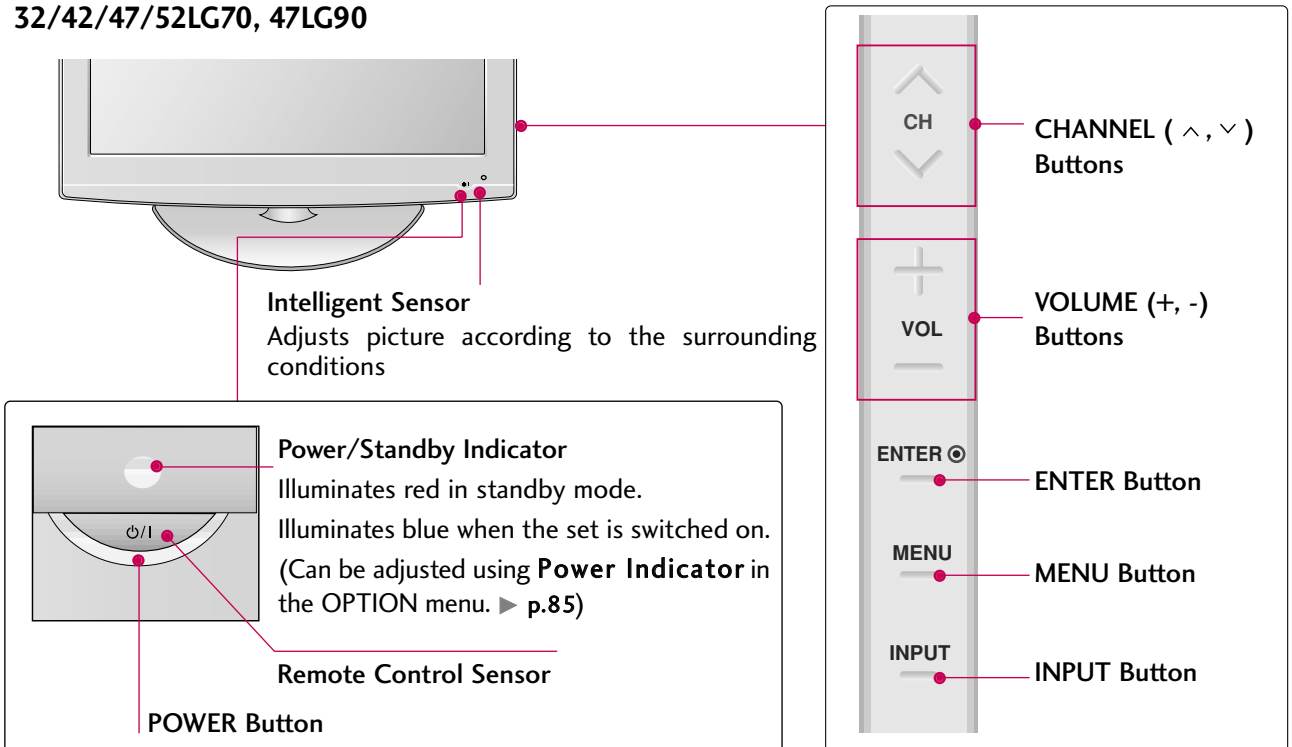 32/42/47/52LG70, 47LG90
Intelligent Sensor
Adjusts picture according to the surrounding
conditions
Power/Standby Indicator
Illuminates red in standby mode.
Illuminates blue when the set is switched on.
(Can be adjusted using Power Indicator in
the OPTION menu. ▶ p.85)
⏻/I
Remote Control Sensor
POWER Button
CH
CHANNEL ( ∧, ∨ )
Buttons
VOL
VOLUME (+, -)
Buttons
ENTER ⊙
ENTER Button
MENU
MENU Button
INPUT
INPUT Button